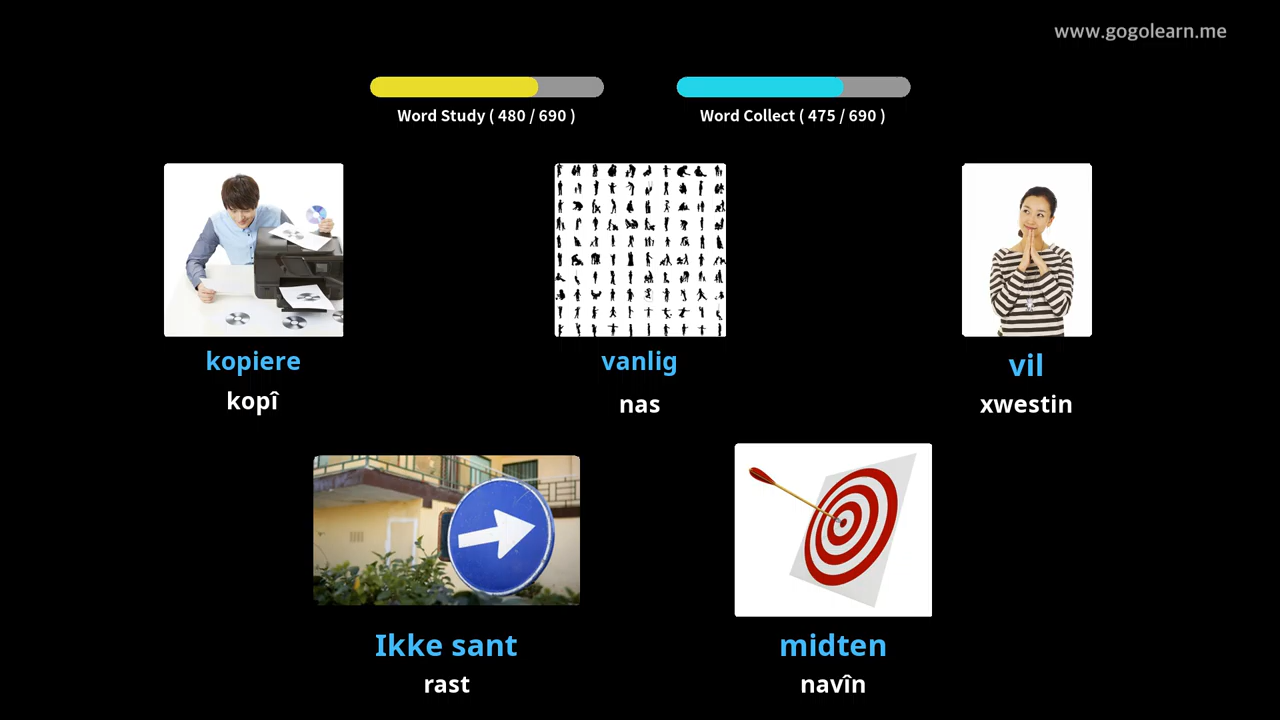 www.gogolearn.me
Word Study ( 480 / 690 )
Word Collect ( 475 / 690 )
kopiere
vanlig
vil
kopî
nas
xwestin
Ikke sant
midten
rast
navîn